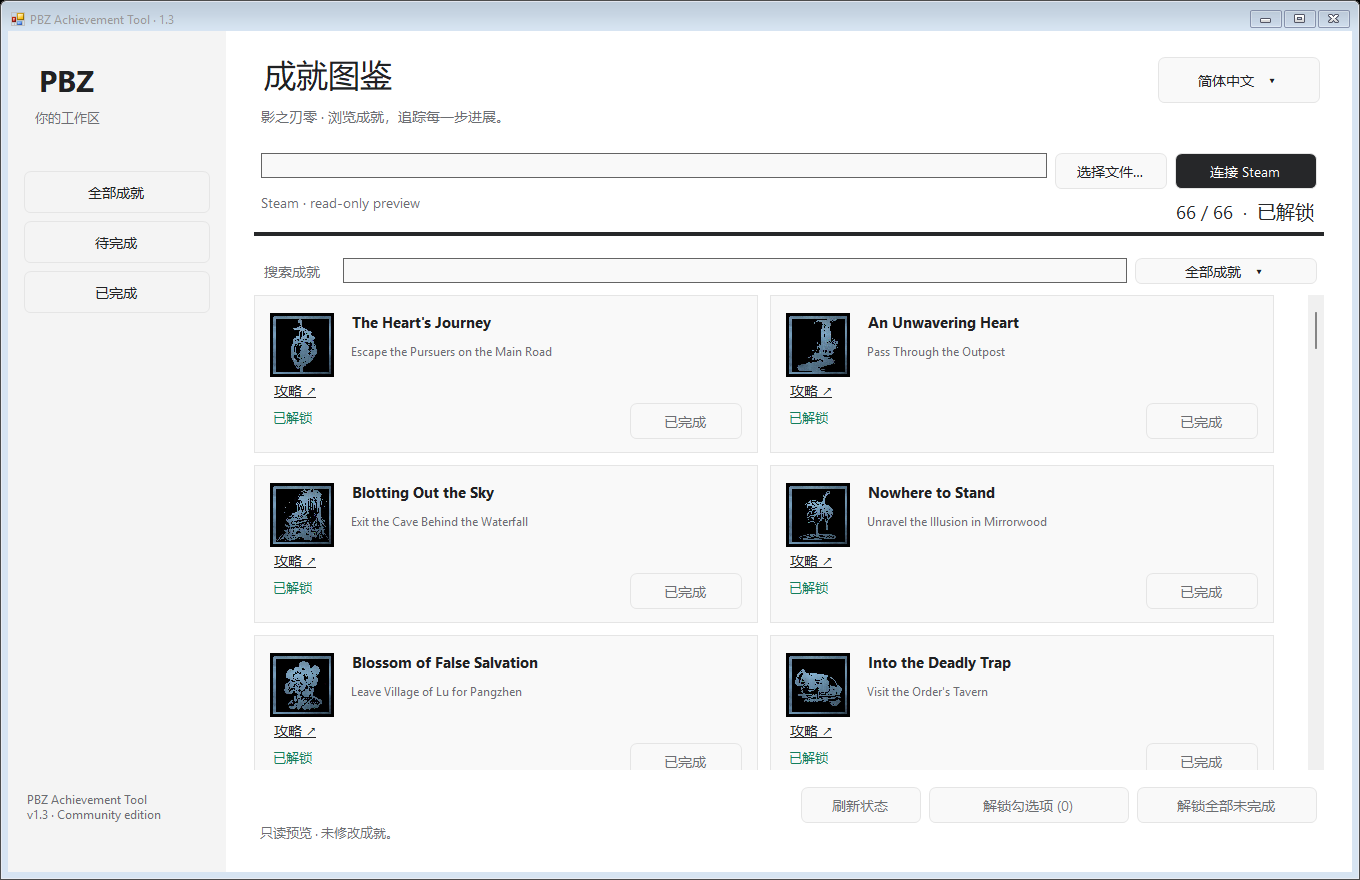 PBZ Achievement Tool · 1.3
PBZ
你的工作区
全部成就
待完成
已完成
PBZ Achievement Tool
v1.3 · Community edition
成就图鉴
影之刃零 · 浏览成就，追踪每一步进展。
简体中文 ▾
选择文件...
连接 Steam
Steam · read-only preview
66 / 66 · 已解锁
搜索成就
全部成就 ▾
The Heart's Journey
Escape the Pursuers on the Main Road
攻略 ↗
已解锁
已完成
An Unwavering Heart
Pass Through the Outpost
攻略 ↗
已解锁
已完成
Blotting Out the Sky
Exit the Cave Behind the Waterfall
攻略 ↗
已解锁
已完成
Nowhere to Stand
Unravel the Illusion in Mirrorwood
攻略 ↗
已解锁
已完成
Blossom of False Salvation
Leave Village of Lu for Pangzhen
攻略 ↗
已解锁
已完成
Into the Deadly Trap
Visit the Order's Tavern
攻略 ↗
已解锁
已完成
刷新状态
解锁勾选项 (0)
解锁全部未完成
只读预览 · 未修改成就。